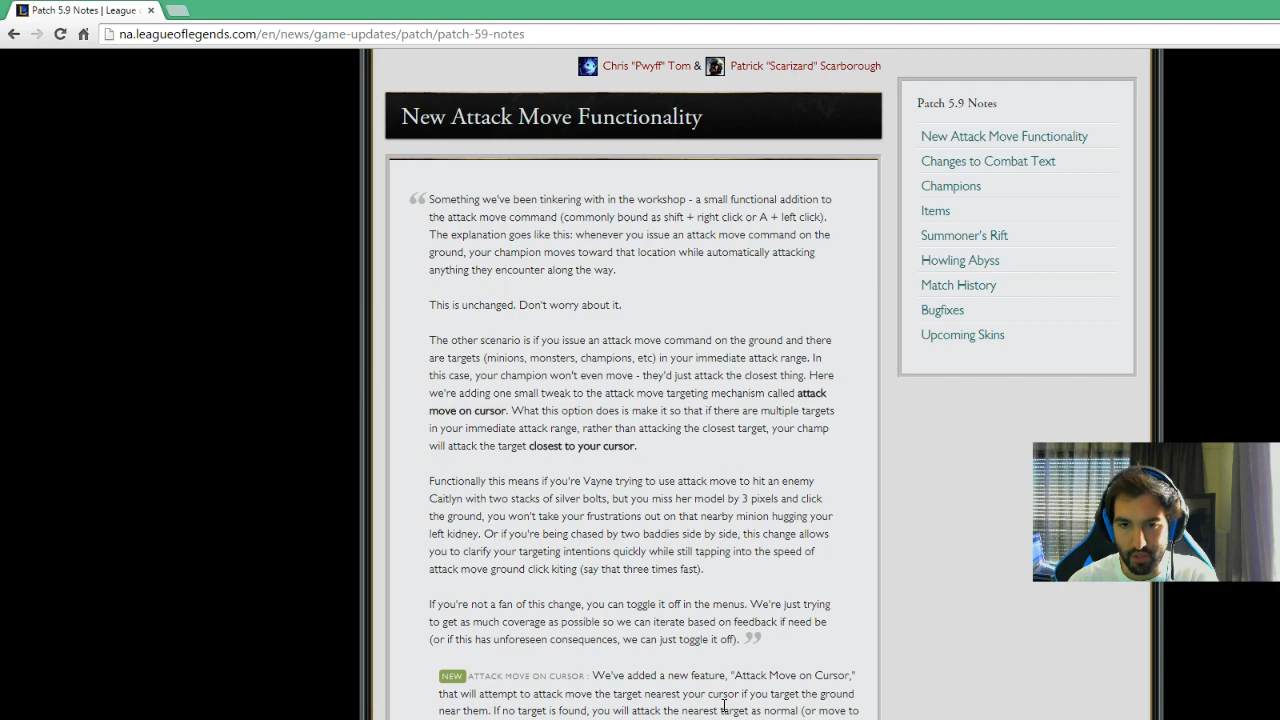 Patch 5.9 Notes | League
na.leagueoflegends.com/en/news/game-updates/patch/patch-59-notes
Chris "Pwyff" Tom & Patrick "Scarizard" Scarborough
New Attack Move Functionality
Something we've been tinkering with in the workshop - a small functional addition to
the attack move command (commonly bound as shift + right click or A + left click).
The explanation goes like this: whenever you issue an attack move command on the
ground, your champion moves toward that location while automatically attacking
anything they encounter along the way.
This is unchanged. Don't worry about it.
The other scenario is if you issue an attack move command on the ground and there
are targets (minions, monsters, champions, etc) in your immediate attack range. In
this case, your champion won't even move - they'd just attack the closest thing. Here
we're adding one small tweak to the attack move targeting mechanism called attack
move on cursor. What this option does is make it so that if there are multiple targets
in your immediate attack range, rather than attacking the closest target, your champ
will attack the target closest to your cursor.
Functionally this means if you're Vayne trying to use attack move to hit an enemy
Caitlyn with two stacks of silver bolts, but you miss her model by 3 pixels and click
the ground, you won't take your frustrations out on that nearby minion hugging your
left kidney. Or if you're being chased by two baddies side by side, this change allows
you to clarify your targeting intentions quickly while still tapping into the speed of
attack move ground click kiting (say that three times fast).
If you're not a fan of this change, you can toggle it off in the menus. We're just trying
to get as much coverage as possible so we can iterate based on feedback if need be
(or if this has unforeseen consequences, we can just toggle it off).
NEW ATTACK MOVE ON CURSOR : We've added a new feature, "Attack Move on Cursor,"
that will attempt to attack move the target nearest your cursor if you target the ground
near them. If no target is found, you will attack the nearest target as normal (or move to
Patch 5.9 Notes
New Attack Move Functionality
Changes to Combat Text
Champions
Items
Summoner's Rift
Howling Abyss
Match History
Bugfixes
Upcoming Skins